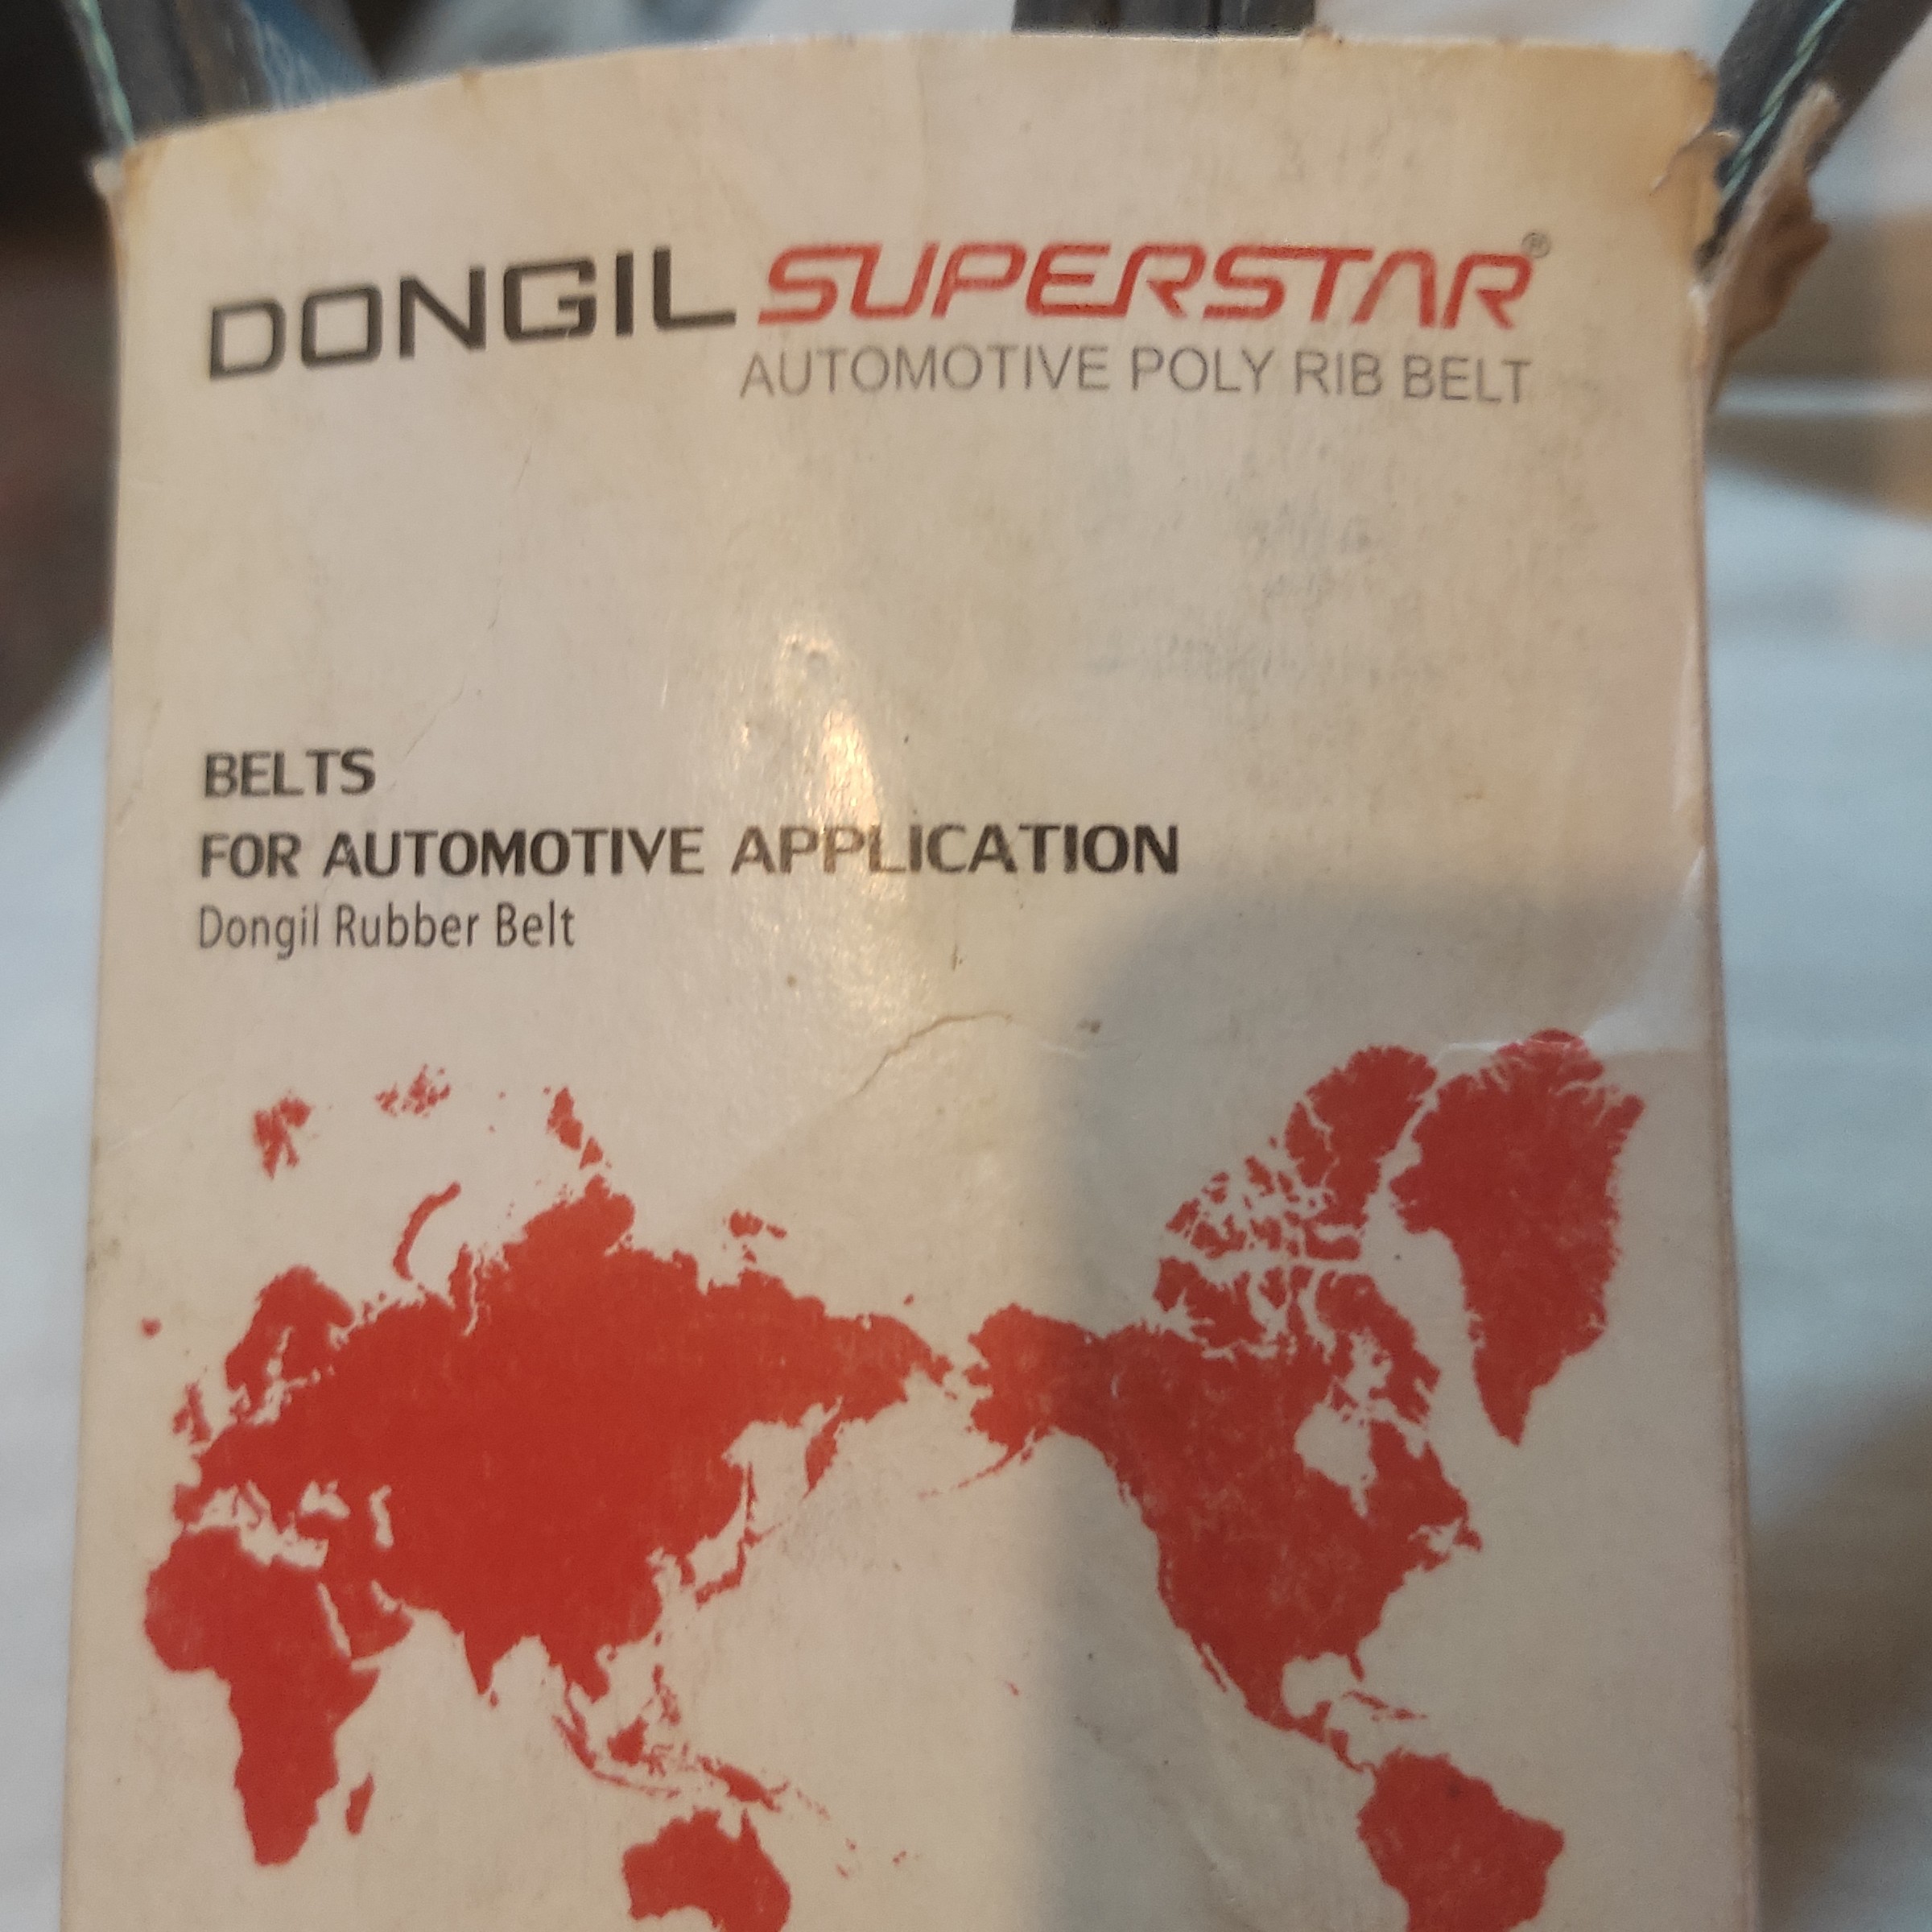 DONGIL SUPERSTAR®
AUTOMOTIVE POLY RIB BELT
BELTS
FOR AUTOMOTIVE APPLICATION
Dongil Rubber Belt